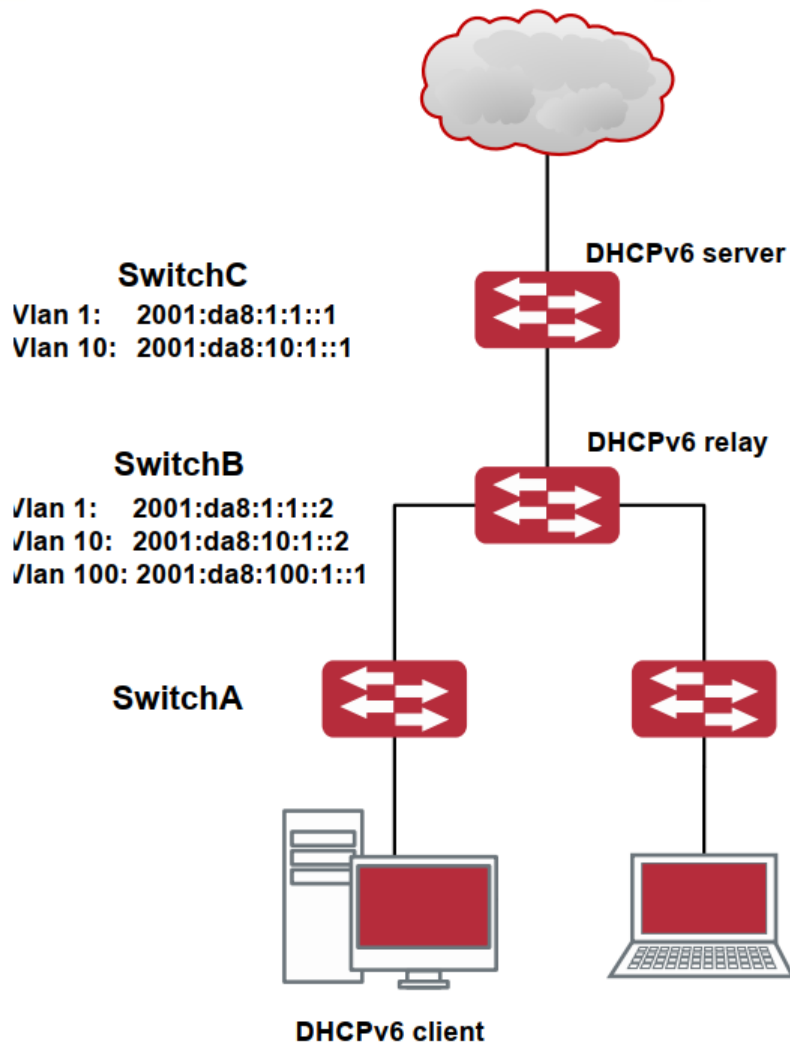 DHCPv6 server
SwitchC
Vlan 1: 2001:da8:1:1::1
Vlan 10: 2001:da8:10:1::1
DHCPv6 relay
SwitchB
Vlan 1: 2001:da8:1:1::2
Vlan 10: 2001:da8:10:1::2
Vlan 100: 2001:da8:100:1::1
SwitchA
DHCPv6 client